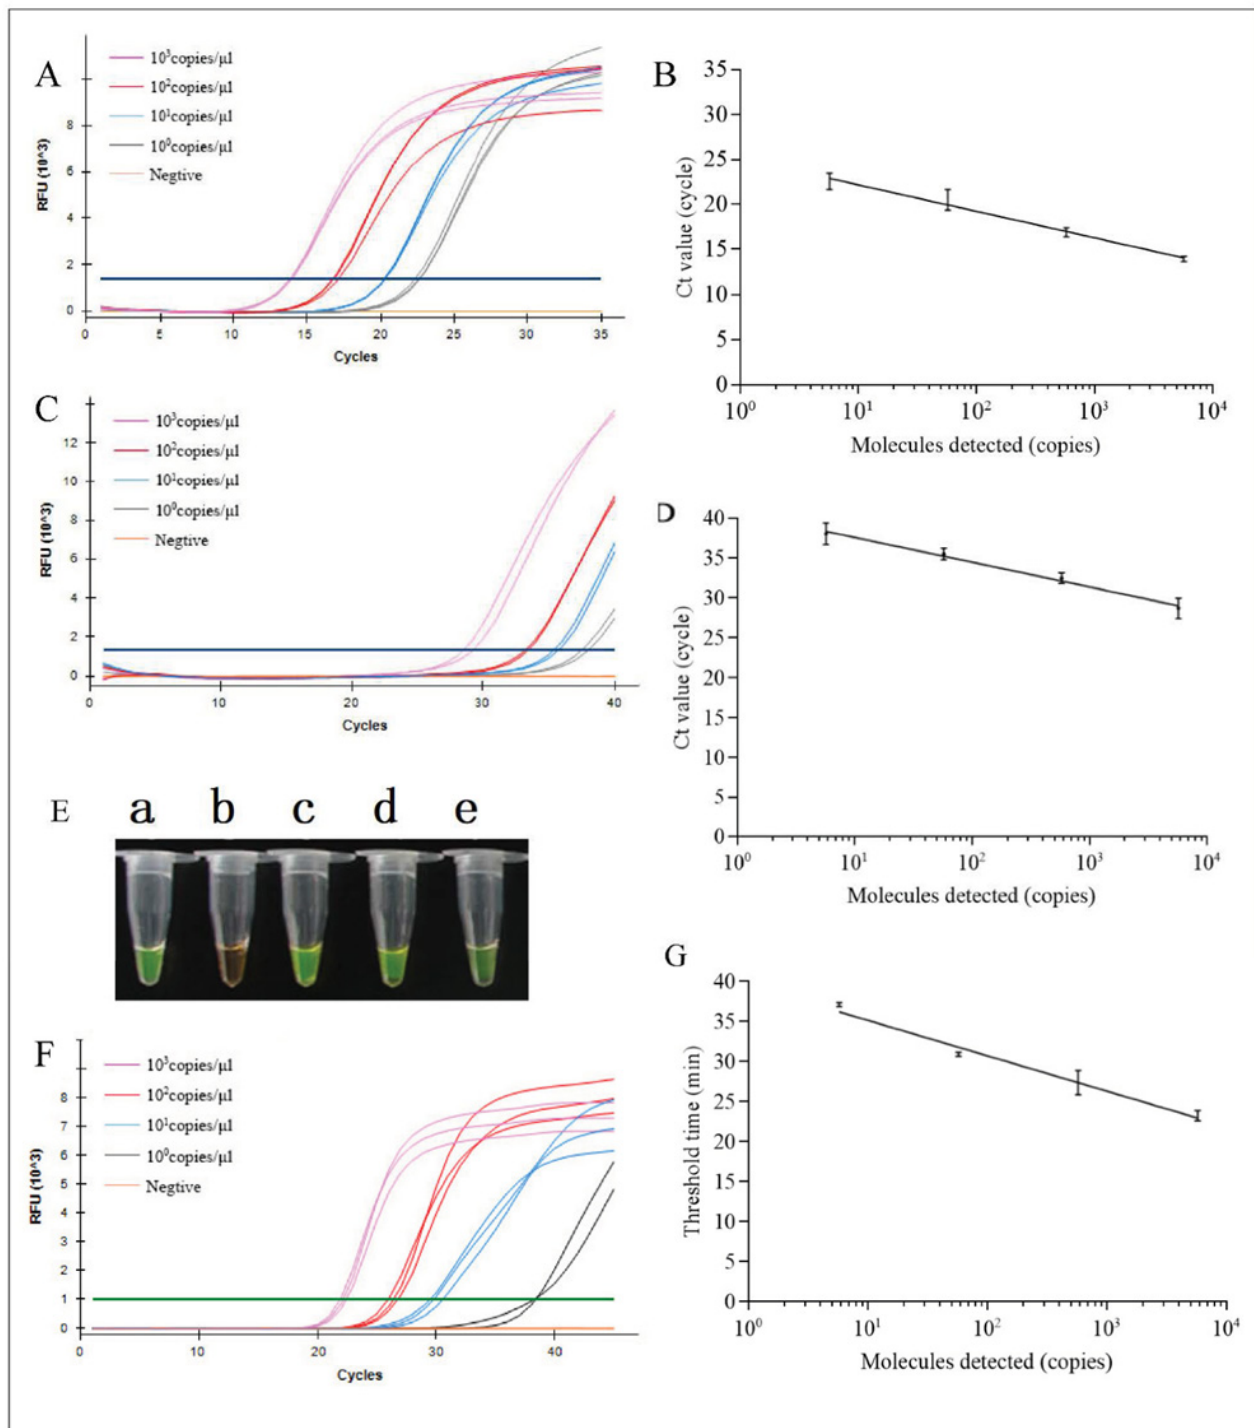 A
10³copies/µl
10²copies/µl
10¹copies/µl
10⁰copies/µl
Negtive
RFU (10^3)
8
6
4
2
0
0 5 10 15 20 25 30 35
Cycles
B
Ct value (cycle)
35
30
25
20
15
10
5
0
10⁰ 10¹ 10² 10³ 10⁴
Molecules detected (copies)
C
10³copies/µl
10²copies/µl
10¹copies/µl
10⁰copies/µl
Negtive
RFU (10^3)
12
10
8
6
4
2
0
0 10 20 30 40
Cycles
D
Ct value (cycle)
40
35
30
25
20
15
10
5
0
10⁰ 10¹ 10² 10³ 10⁴
Molecules detected (copies)
E
a b c d e
F
10³copies/µl
10²copies/µl
10¹copies/µl
10⁰copies/µl
Negtive
RFU (10^3)
8
7
6
5
4
3
2
1
0
0 10 20 30 40
Cycles
G
Threshold time (min)
40
35
30
25
20
15
10
5
0
10⁰ 10¹ 10² 10³ 10⁴
Molecules detected (copies)